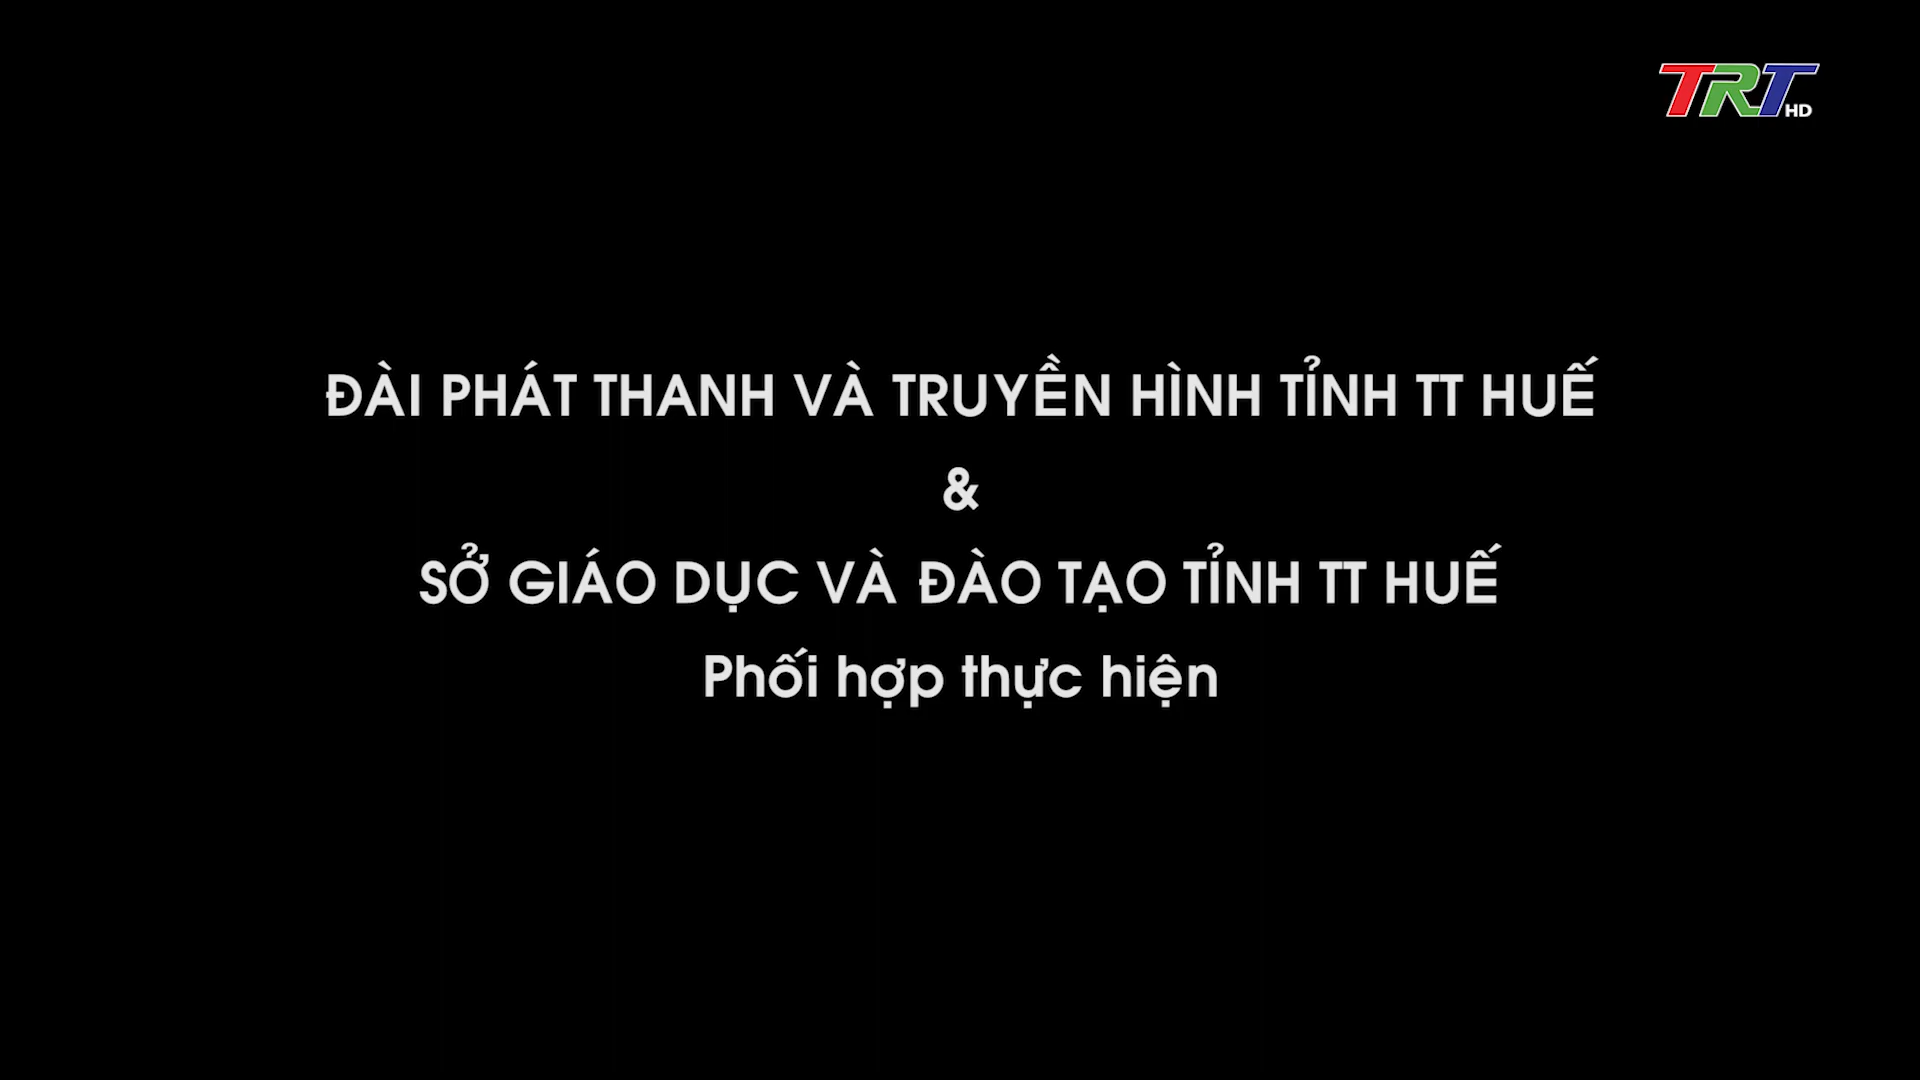 TRT HD
ĐÀI PHÁT THANH VÀ TRUYỀN HÌNH TỈNH TT HUẾ
&
SỞ GIÁO DỤC VÀ ĐÀO TẠO TỈNH TT HUẾ
Phối hợp thực hiện